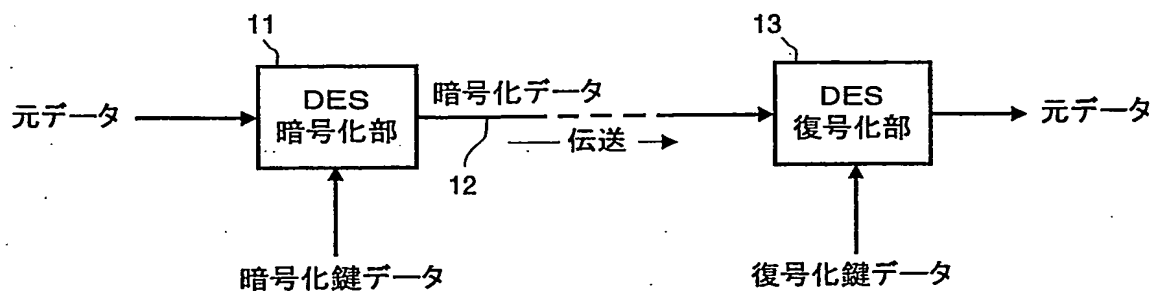 11
13
元データ
DES
暗号化部
暗号化データ
伝送
12
DES
復号化部
元データ
暗号化鍵データ
復号化鍵データ